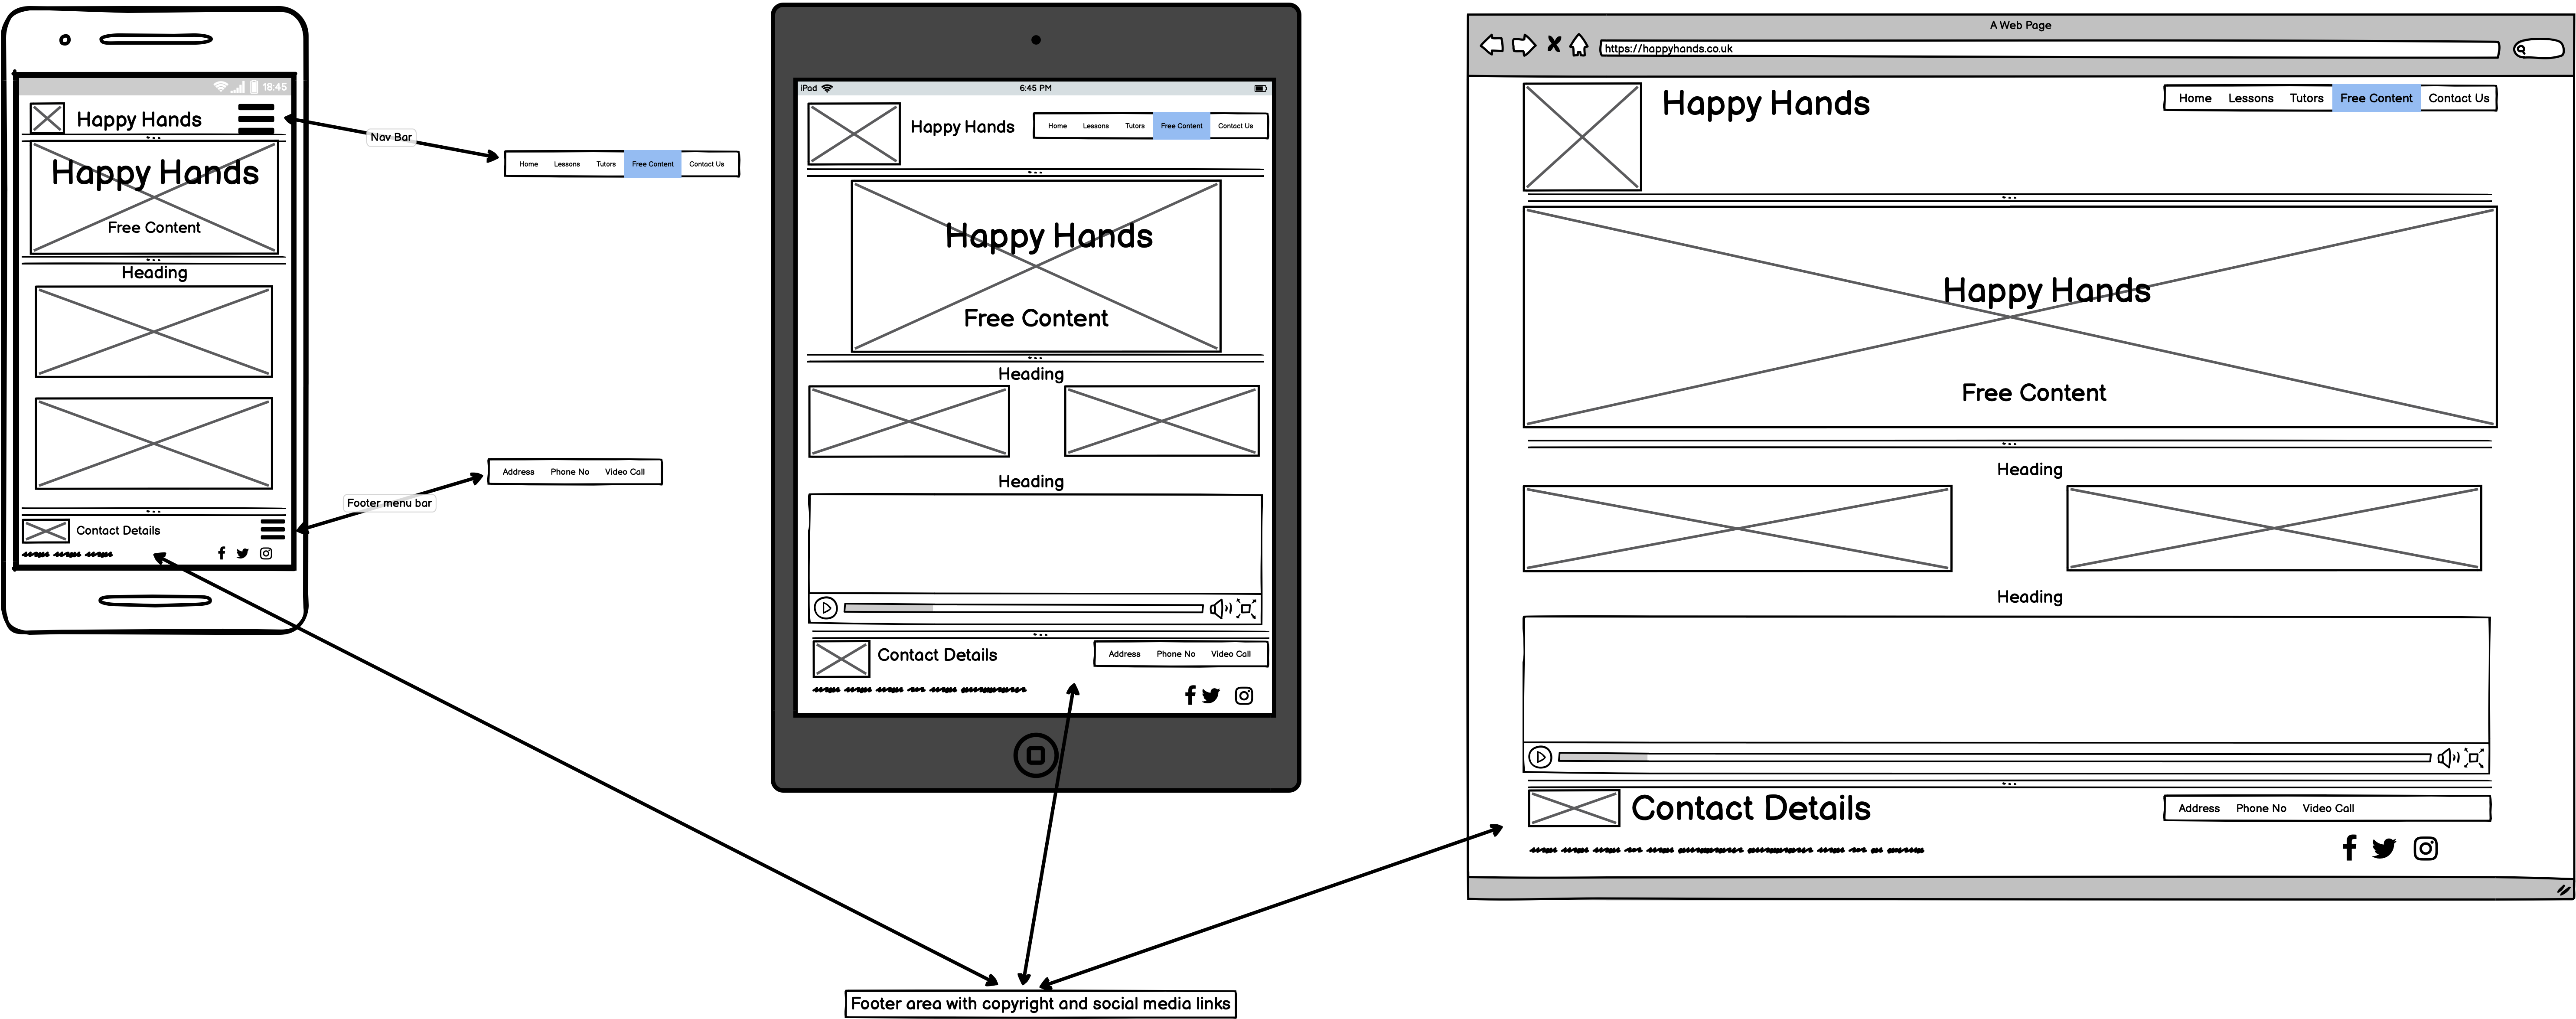 18:45
Happy Hands
Happy Hands
Free Content
Heading
Contact Details
Nav Bar
Home Lessons Tutors Free Content Contact Us
Footer menu bar
Address Phone No Video Call
iPad 6:45 PM
Happy Hands
Home Lessons Tutors Free Content Contact Us
Happy Hands
Free Content
Heading
Heading
Contact Details
Address Phone No Video Call
A Web Page
https://happyhands.co.uk
Happy Hands
Home Lessons Tutors Free Content Contact Us
Happy Hands
Free Content
Heading
Heading
Contact Details
Address Phone No Video Call
Footer area with copyright and social media links